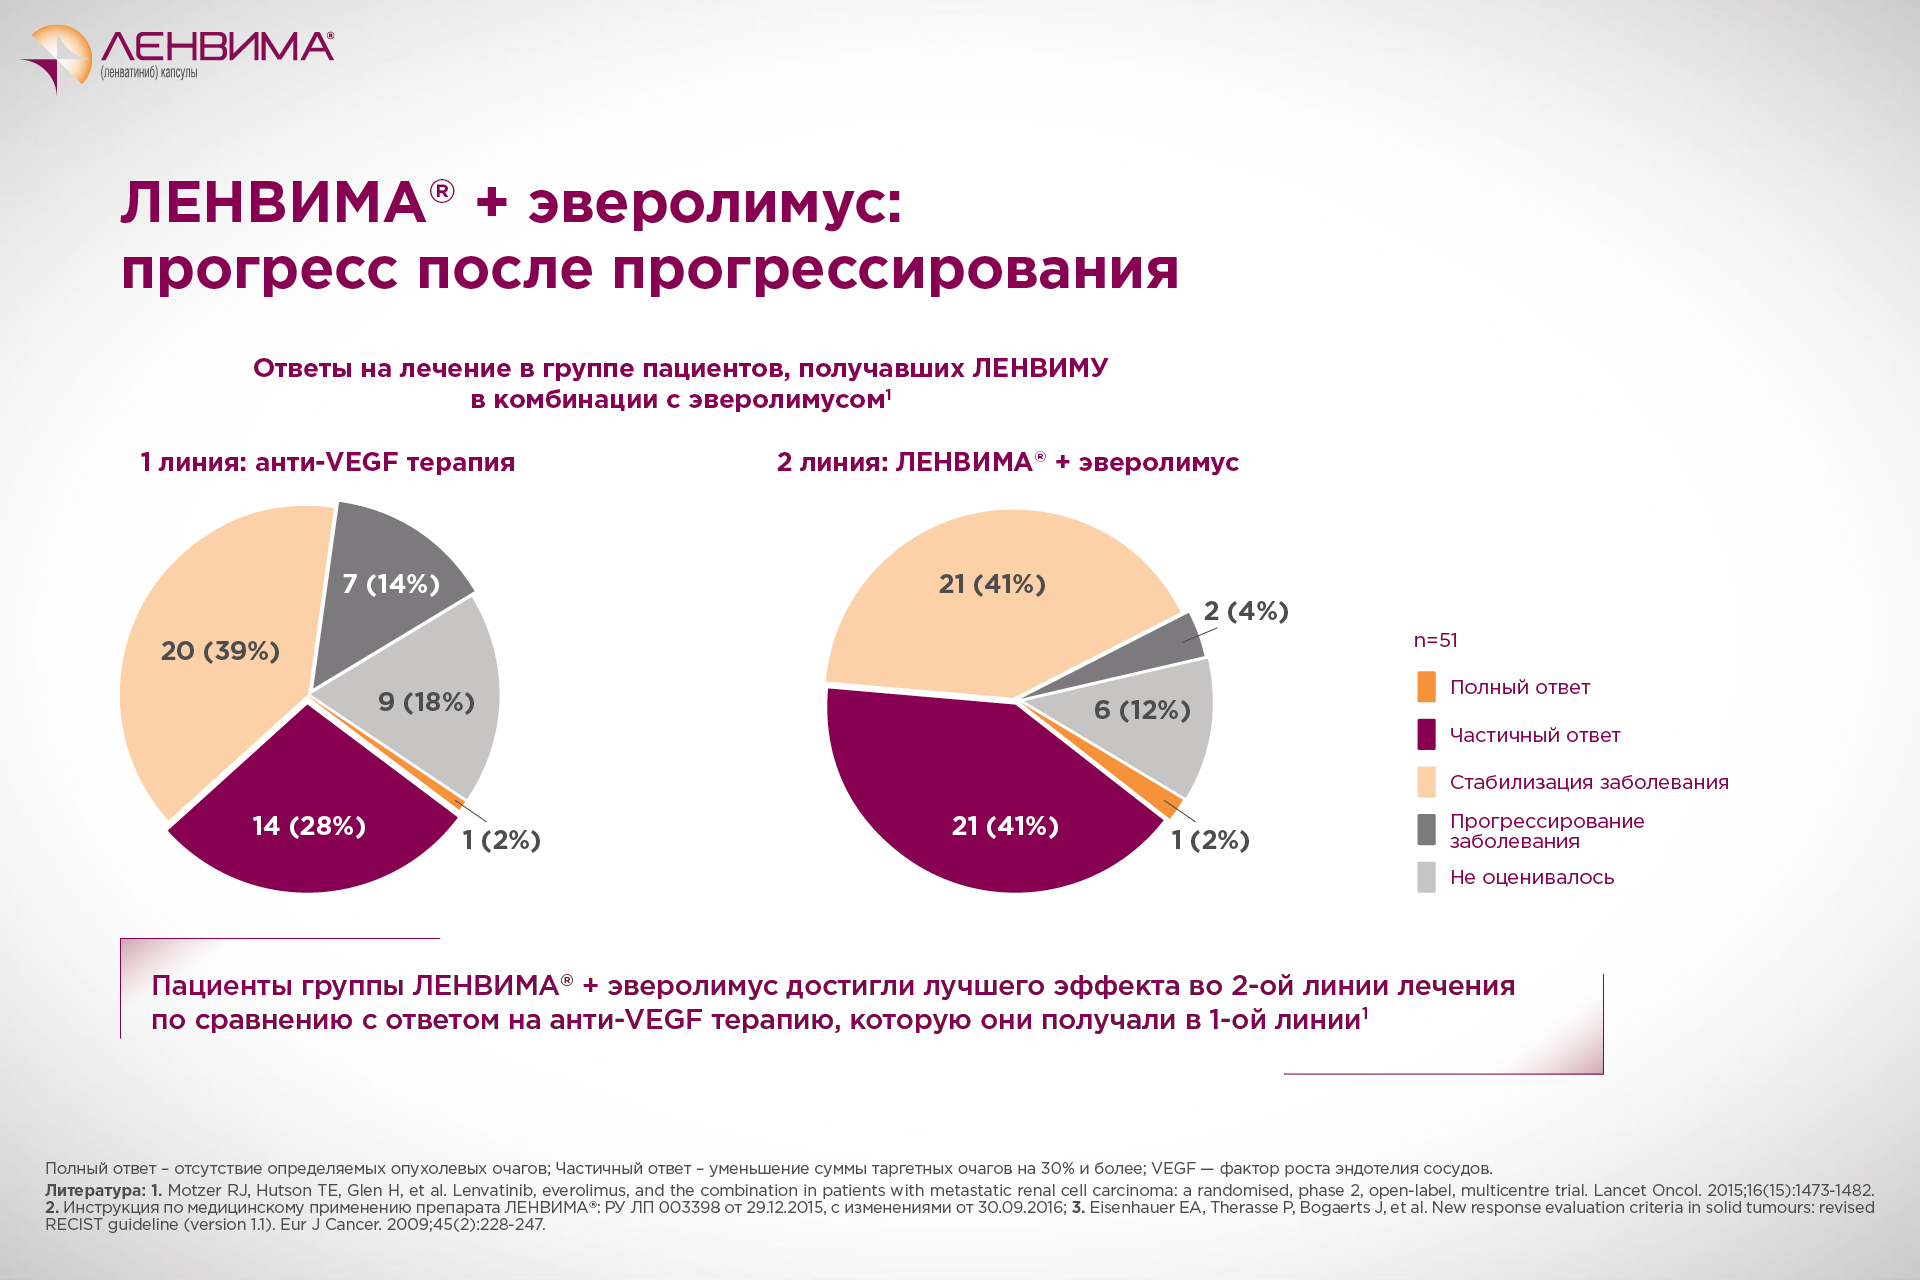 ЛЕНВИМА®
(ленватиниб) капсулы
ЛЕНВИМА® + эверолимус:
прогресс после прогрессирования
Ответы на лечение в группе пациентов, получавших ЛЕНВИМУ
в комбинации с эверолимусом¹
1 линия: анти-VEGF терапия
7 (14%)
20 (39%)
9 (18%)
14 (28%)
1 (2%)
2 линия: ЛЕНВИМА® + эверолимус
21 (41%)
2 (4%)
6 (12%)
21 (41%)
1 (2%)
n=51
Полный ответ
Частичный ответ
Стабилизация заболевания
Прогрессирование
заболевания
Не оценивалось
Пациенты группы ЛЕНВИМА® + эверолимус достигли лучшего эффекта во 2-ой линии лечения
по сравнению с ответом на анти-VEGF терапию, которую они получали в 1-ой линии¹
Полный ответ – отсутствие определяемых опухолевых очагов; Частичный ответ – уменьшение суммы таргетных очагов на 30% и более; VEGF — фактор роста эндотелия сосудов.
Литература: 1. Motzer RJ, Hutson TE, Glen H, et al. Lenvatinib, everolimus, and the combination in patients with metastatic renal cell carcinoma: a randomised, phase 2, open-label, multicentre trial. Lancet Oncol. 2015;16(15):1473-1482.
2. Инструкция по медицинскому применению препарата ЛЕНВИМА®: РУ ЛП 003398 от 29.12.2015, с изменениями от 30.09.2016; 3. Eisenhauer EA, Therasse P, Bogaerts J, et al. New response evaluation criteria in solid tumours: revised
RECIST guideline (version 1.1). Eur J Cancer. 2009;45(2):228-247.